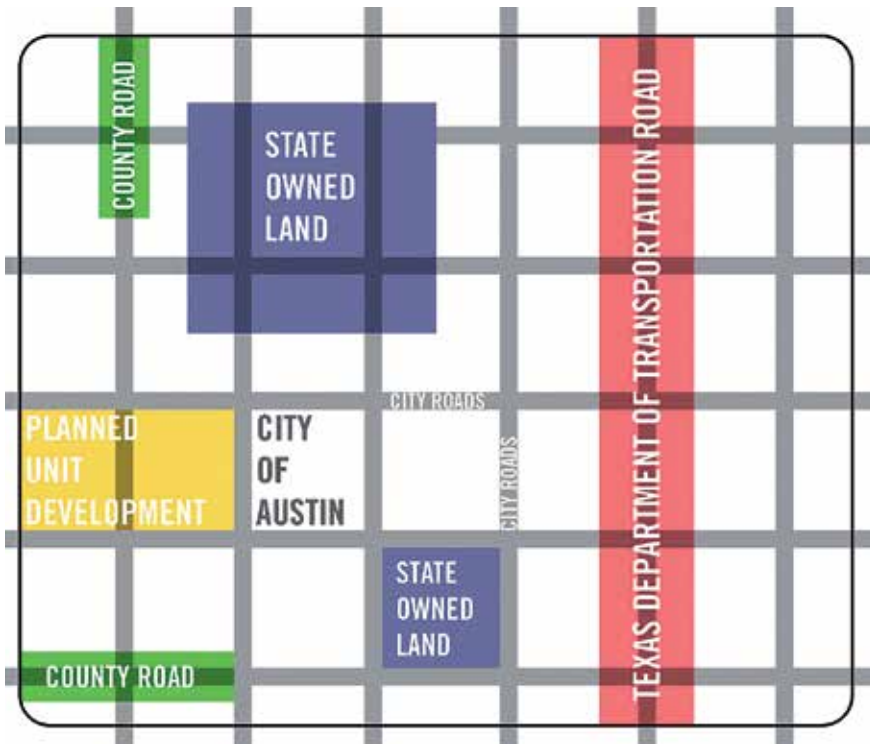 COUNTY ROAD
STATE
OWNED
LAND
TEXAS DEPARTMENT OF TRANSPORTATION ROAD
CITY ROADS
PLANNED
UNIT
DEVELOPMENT
CITY
OF
AUSTIN
CITY ROADS
STATE
OWNED
LAND
COUNTY ROAD